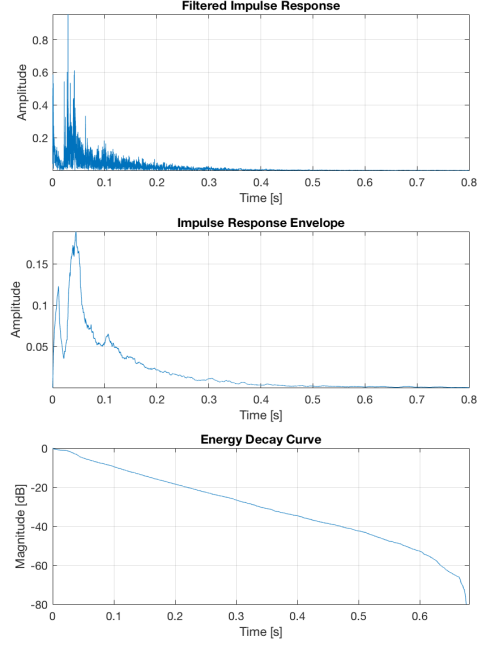 Filtered Impulse Response
Amplitude
0.8
0.6
0.4
0.2
0 0.1 0.2 0.3 0.4 0.5 0.6 0.7 0.8
Time [s]
Impulse Response Envelope
Amplitude
0.15
0.1
0.05
0 0.1 0.2 0.3 0.4 0.5 0.6 0.7 0.8
Time [s]
Energy Decay Curve
Magnitude [dB]
0
-20
-40
-60
-80
0 0.1 0.2 0.3 0.4 0.5 0.6
Time [s]